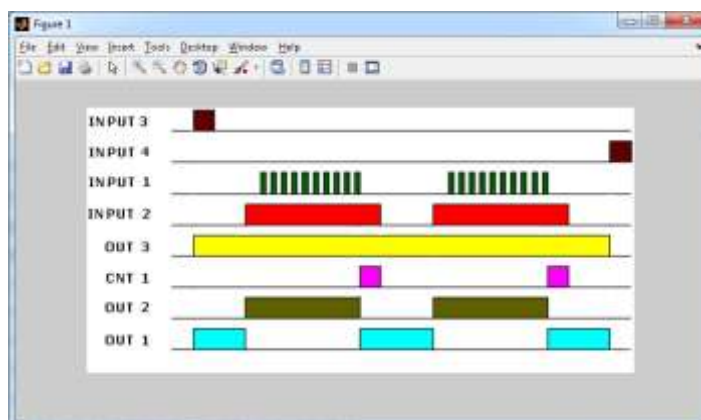 Figure 1
File Edit View Insert Tools Desktop Window Help
INPUT 3
INPUT 4
INPUT 1
INPUT 2
OUT 3
CNT 1
OUT 2
OUT 1